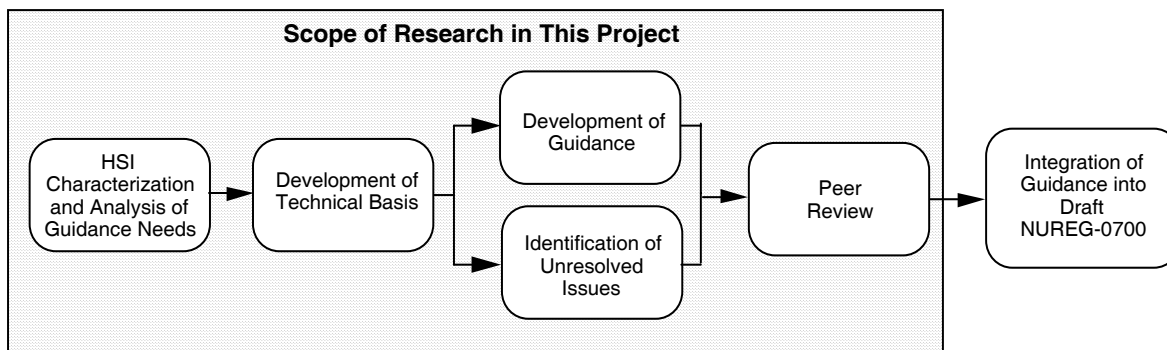 Scope of Research in This Project
HSI
Characterization
and Analysis of
Guidance Needs
Development of
Technical Basis
Development of
Guidance
Identification of
Unresolved
Issues
Peer
Review
Integration of
Guidance into
Draft
NUREG-0700